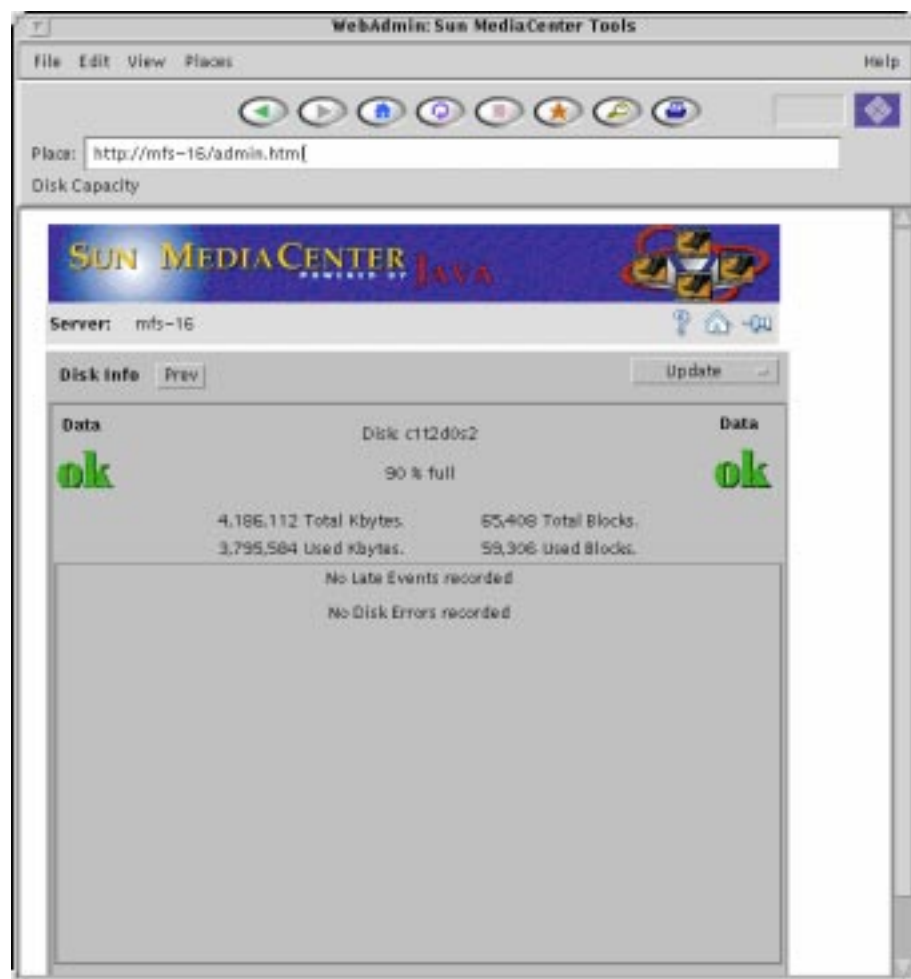 WebAdmin: Sun MediaCenter Tools
File Edit View Places Help
Place: http://mfs-16/admin.html
Disk Capacity
SUN MEDIACENTER
POWERED BY JAVA
Server: mfs-16
Disk Info Prev Update
Data Disk: c1t2d0s2 Data
ok 90 % full ok
4,186,112 Total Kbytes. 65,408 Total Blocks.
3,795,584 Used Kbytes. 59,306 Used Blocks.
No Late Events recorded
No Disk Errors recorded